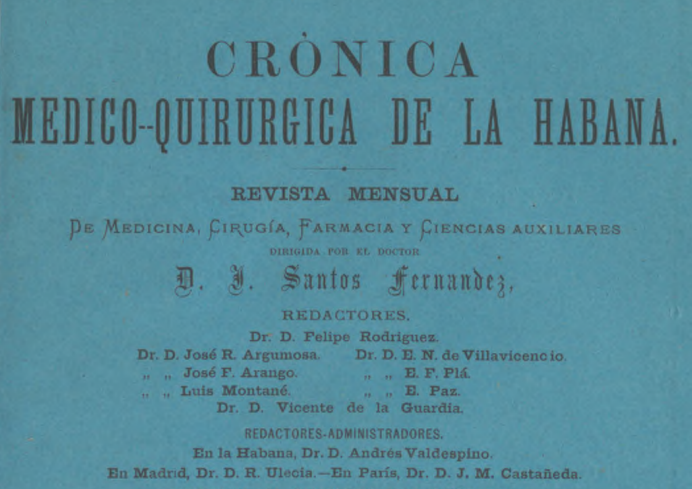 CRÒNICA
MEDICO--QUIRURGICA DE LA HABANA.
REVISTA MENSUAL
DE MEDICINA, CIRUGÍA, FARMACIA Y CIENCIAS AUXILIARES
DIRIGIDA POR EL DOCTOR
D. J. Santos Fernandez,
REDACTORES.
Dr. D. Felipe Rodriguez.
Dr. D. José R. Argumosa. Dr. D. E. N. de Villavicencio.
„ „ José F. Arango. „ „ E. F. Plá.
„ „ Luis Montané. „ „ E. Paz.
Dr. D. Vicente de la Guardia.
REDACTORES-ADMINISTRADORES.
En la Habana, Dr. D. Andrés Valdespino.
En Madrid, Dr. D. R. Ulecia.—En París, Dr. D. J. M. Castañeda.